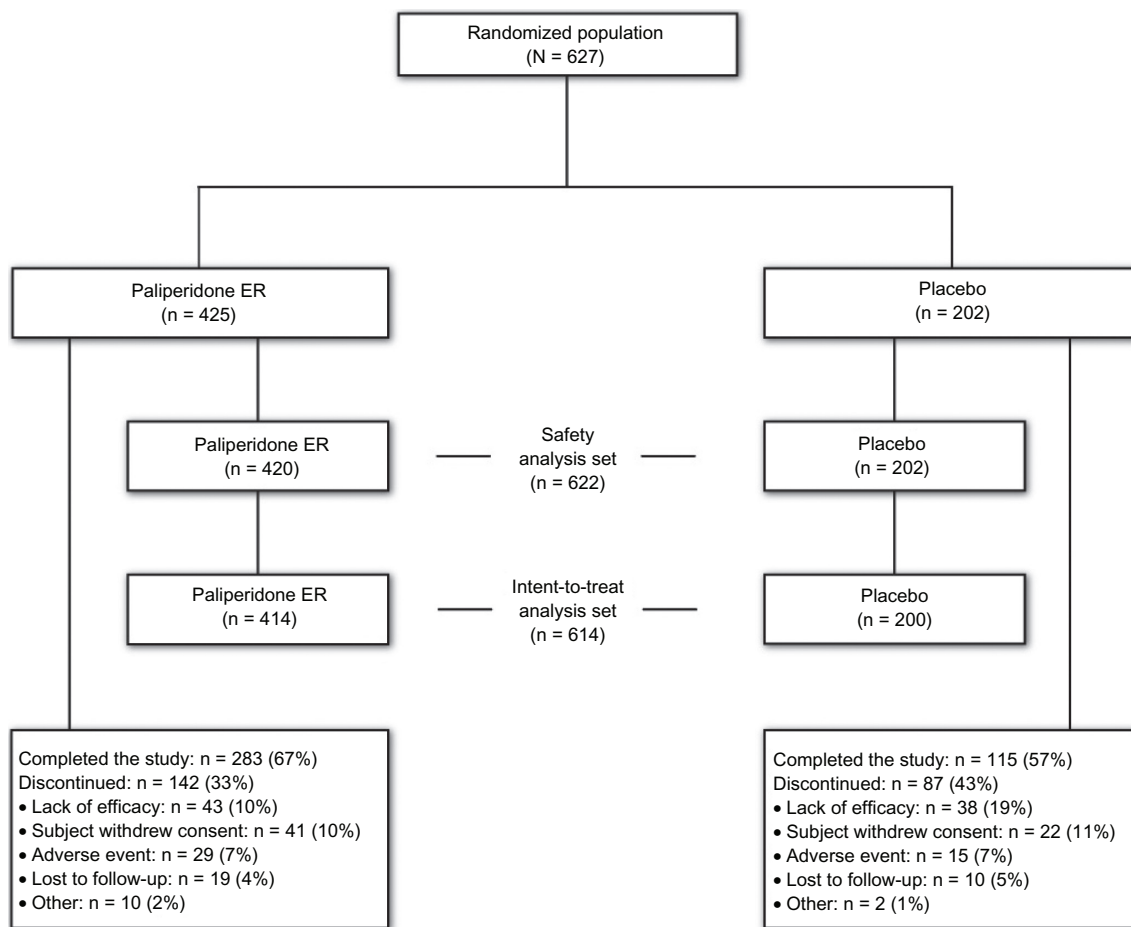 Randomized population
(N = 627)
Paliperidone ER
(n = 425)
Placebo
(n = 202)
Paliperidone ER
(n = 420)
Safety
analysis set
(n = 622)
Placebo
(n = 202)
Paliperidone ER
(n = 414)
Intent-to-treat
analysis set
(n = 614)
Placebo
(n = 200)
Completed the study: n = 283 (67%)
Discontinued: n = 142 (33%)
• Lack of efficacy: n = 43 (10%)
• Subject withdrew consent: n = 41 (10%)
• Adverse event: n = 29 (7%)
• Lost to follow-up: n = 19 (4%)
• Other: n = 10 (2%)
Completed the study: n = 115 (57%)
Discontinued: n = 87 (43%)
• Lack of efficacy: n = 38 (19%)
• Subject withdrew consent: n = 22 (11%)
• Adverse event: n = 15 (7%)
• Lost to follow-up: n = 10 (5%)
• Other: n = 2 (1%)